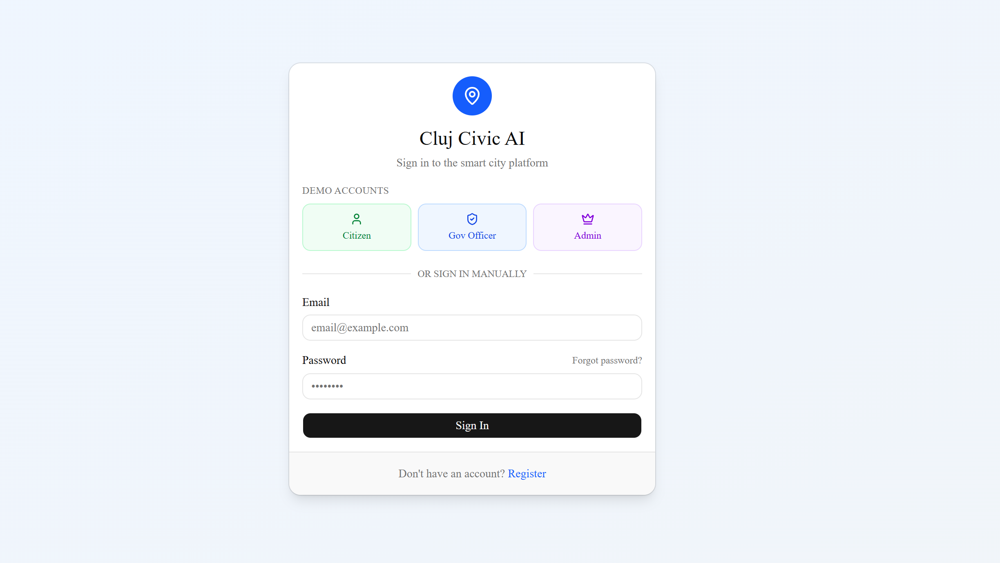 Cluj Civic AI
Sign in to the smart city platform
DEMO ACCOUNTS
Citizen
Gov Officer
Admin
OR SIGN IN MANUALLY
Email
email@example.com
Password
Forgot password?
••••••••
Sign In
Don't have an account? Register